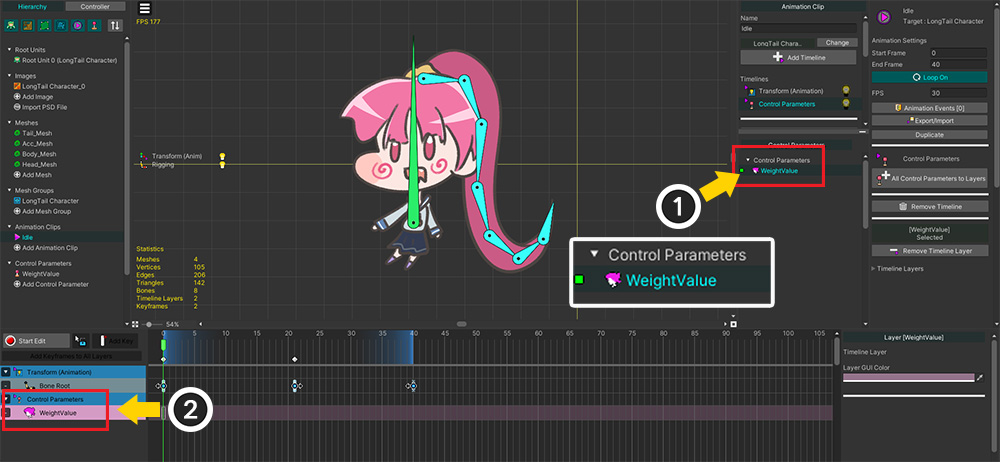 Hierarchy
Controller
Root Units
Root Unit 0 (LongTail Character)
Images
LongTail Character_0
Add Image
Import PSD File
Meshes
Tail_Mesh
Acc_Mesh
Body_Mesh
Head_Mesh
Add Mesh
Mesh Groups
LongTail Character
Add Mesh Group
Animation Clips
Idle
Add Animation Clip
Control Parameters
WeightValue
Add Control Parameter
FPS 177
Transform (Anim)
Rigging
Statistics
Meshes 4
Vertices 105
Edges 206
Triangles 142
Bones 8
Timeline Layers 2
Keyframes 2
54%
Animation Clip
Name
Idle
LongTail Chara..
Change
Add Timeline
Timelines
Transform (Animation)
Control Parameters
Control Parameters
Control Parameters
WeightValue
1
Control Parameters
WeightValue
Idle
Target : LongTail Character
Animation Settings
Start Frame 0
End Frame 40
Loop On
FPS 30
Animation Events [0]
Export/Import
Duplicate
Control Parameters
All Control Parameters to Layers
Remove Timeline
[WeightValue]
Selected
Remove Timeline Layer
Timeline Layers
Start Edit
Add Key
Add Keyframes to All Layers
Transform (Animation)
Bone Root
Control Parameters
WeightValue
2
0 5 10 15 20 25 30 35 40 45 50 55 60 65 70 75 80 85 90 95 100 105
Layer [WeightValue]
Timeline Layer
Layer GUI Color